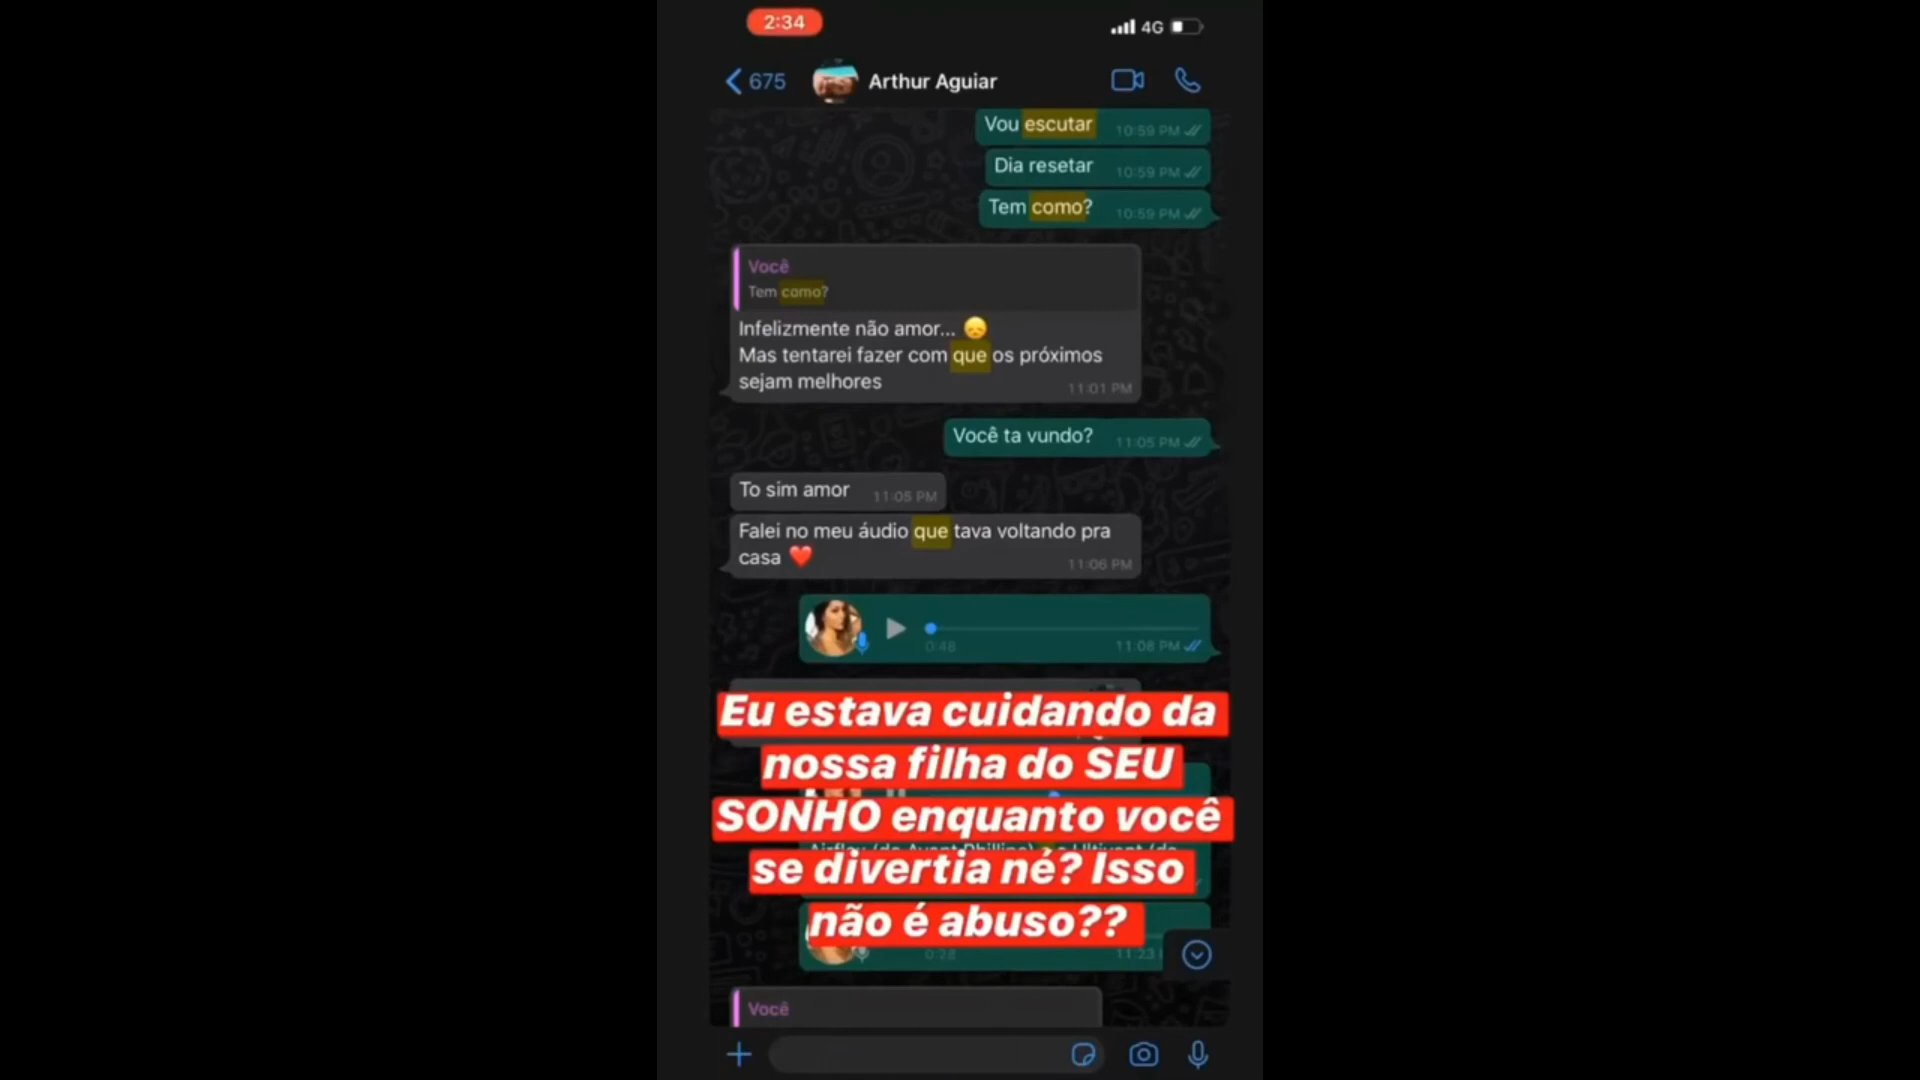 2:34
4G
675
Arthur Aguiar
Vou escutar
10:59 PM
Dia resetar
10:59 PM
Tem como?
10:59 PM
Você
Tem como?
Infelizmente não amor... 😞
Mas tentarei fazer com que os próximos
sejam melhores
11:01 PM
Você ta vundo?
11:05 PM
To sim amor
11:05 PM
Falei no meu áudio que tava voltando pra
casa ❤️
11:06 PM
0:48
11:08 PM
Eu estava cuidando da
nossa filha do SEU
SONHO enquanto você
se divertia né? Isso
não é abuso??
0:28
11:23
Você